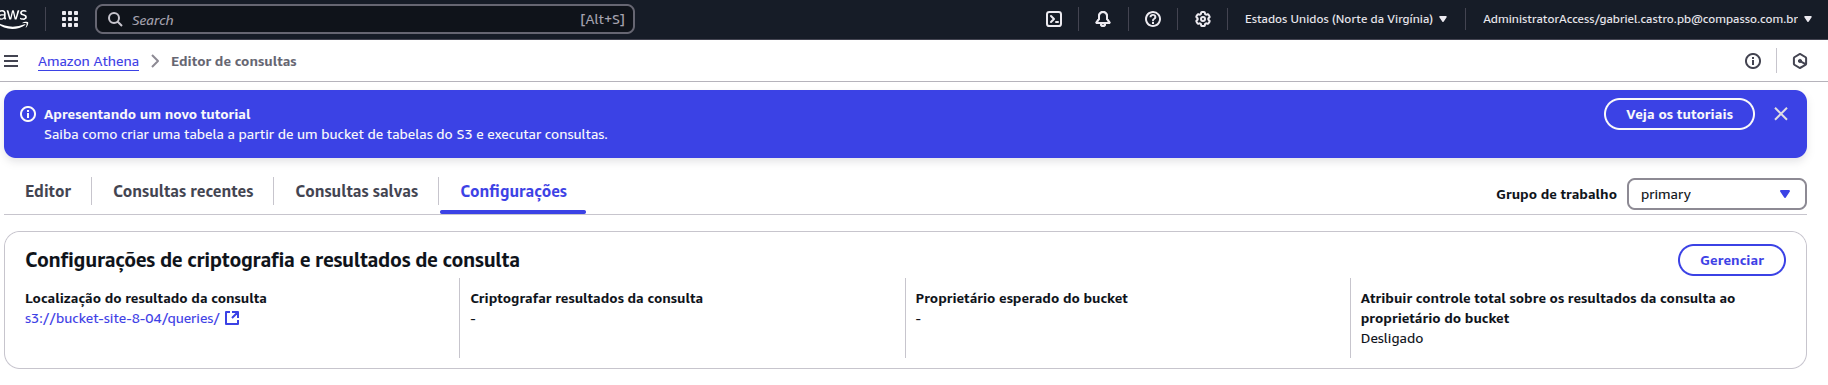 aws
Search [Alt+S]
Estados Unidos (Norte da Virgínia)
AdministratorAccess/gabriel.castro.pb@compasso.com.br
Amazon Athena
Editor de consultas
Apresentando um novo tutorial
Saiba como criar uma tabela a partir de um bucket de tabelas do S3 e executar consultas.
Veja os tutoriais
Editor
Consultas recentes
Consultas salvas
Configurações
Grupo de trabalho
primary
Configurações de criptografia e resultados de consulta
Gerenciar
Localização do resultado da consulta
s3://bucket-site-8-04/queries/
Criptografar resultados da consulta
-
Proprietário esperado do bucket
-
Atribuir controle total sobre os resultados da consulta ao
proprietário do bucket
Desligado